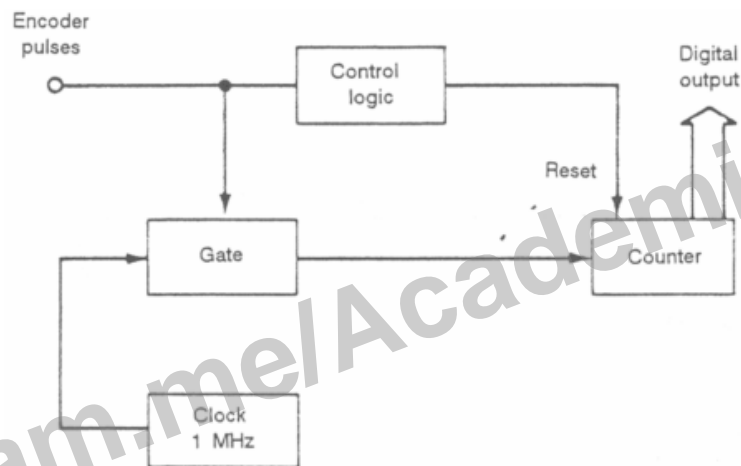 Encoder
pulses
Control
logic
Digital
output
Reset
Gate
Counter
Clock
1 MHz
am.me/Academi